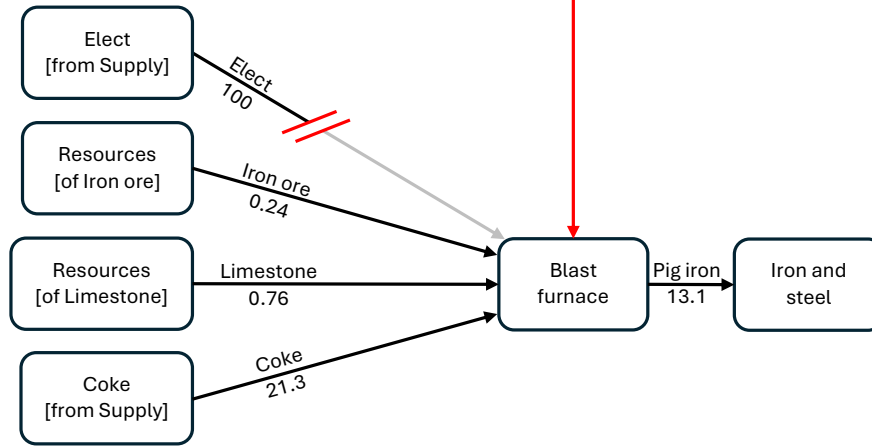 Elect
[from Supply]
Elect
100
Resources
[of Iron ore]
Iron ore
0.24
Resources
[of Limestone]
Limestone
0.76
Coke
[from Supply]
Coke
21.3
Blast
furnace
Pig iron
13.1
Iron and
steel